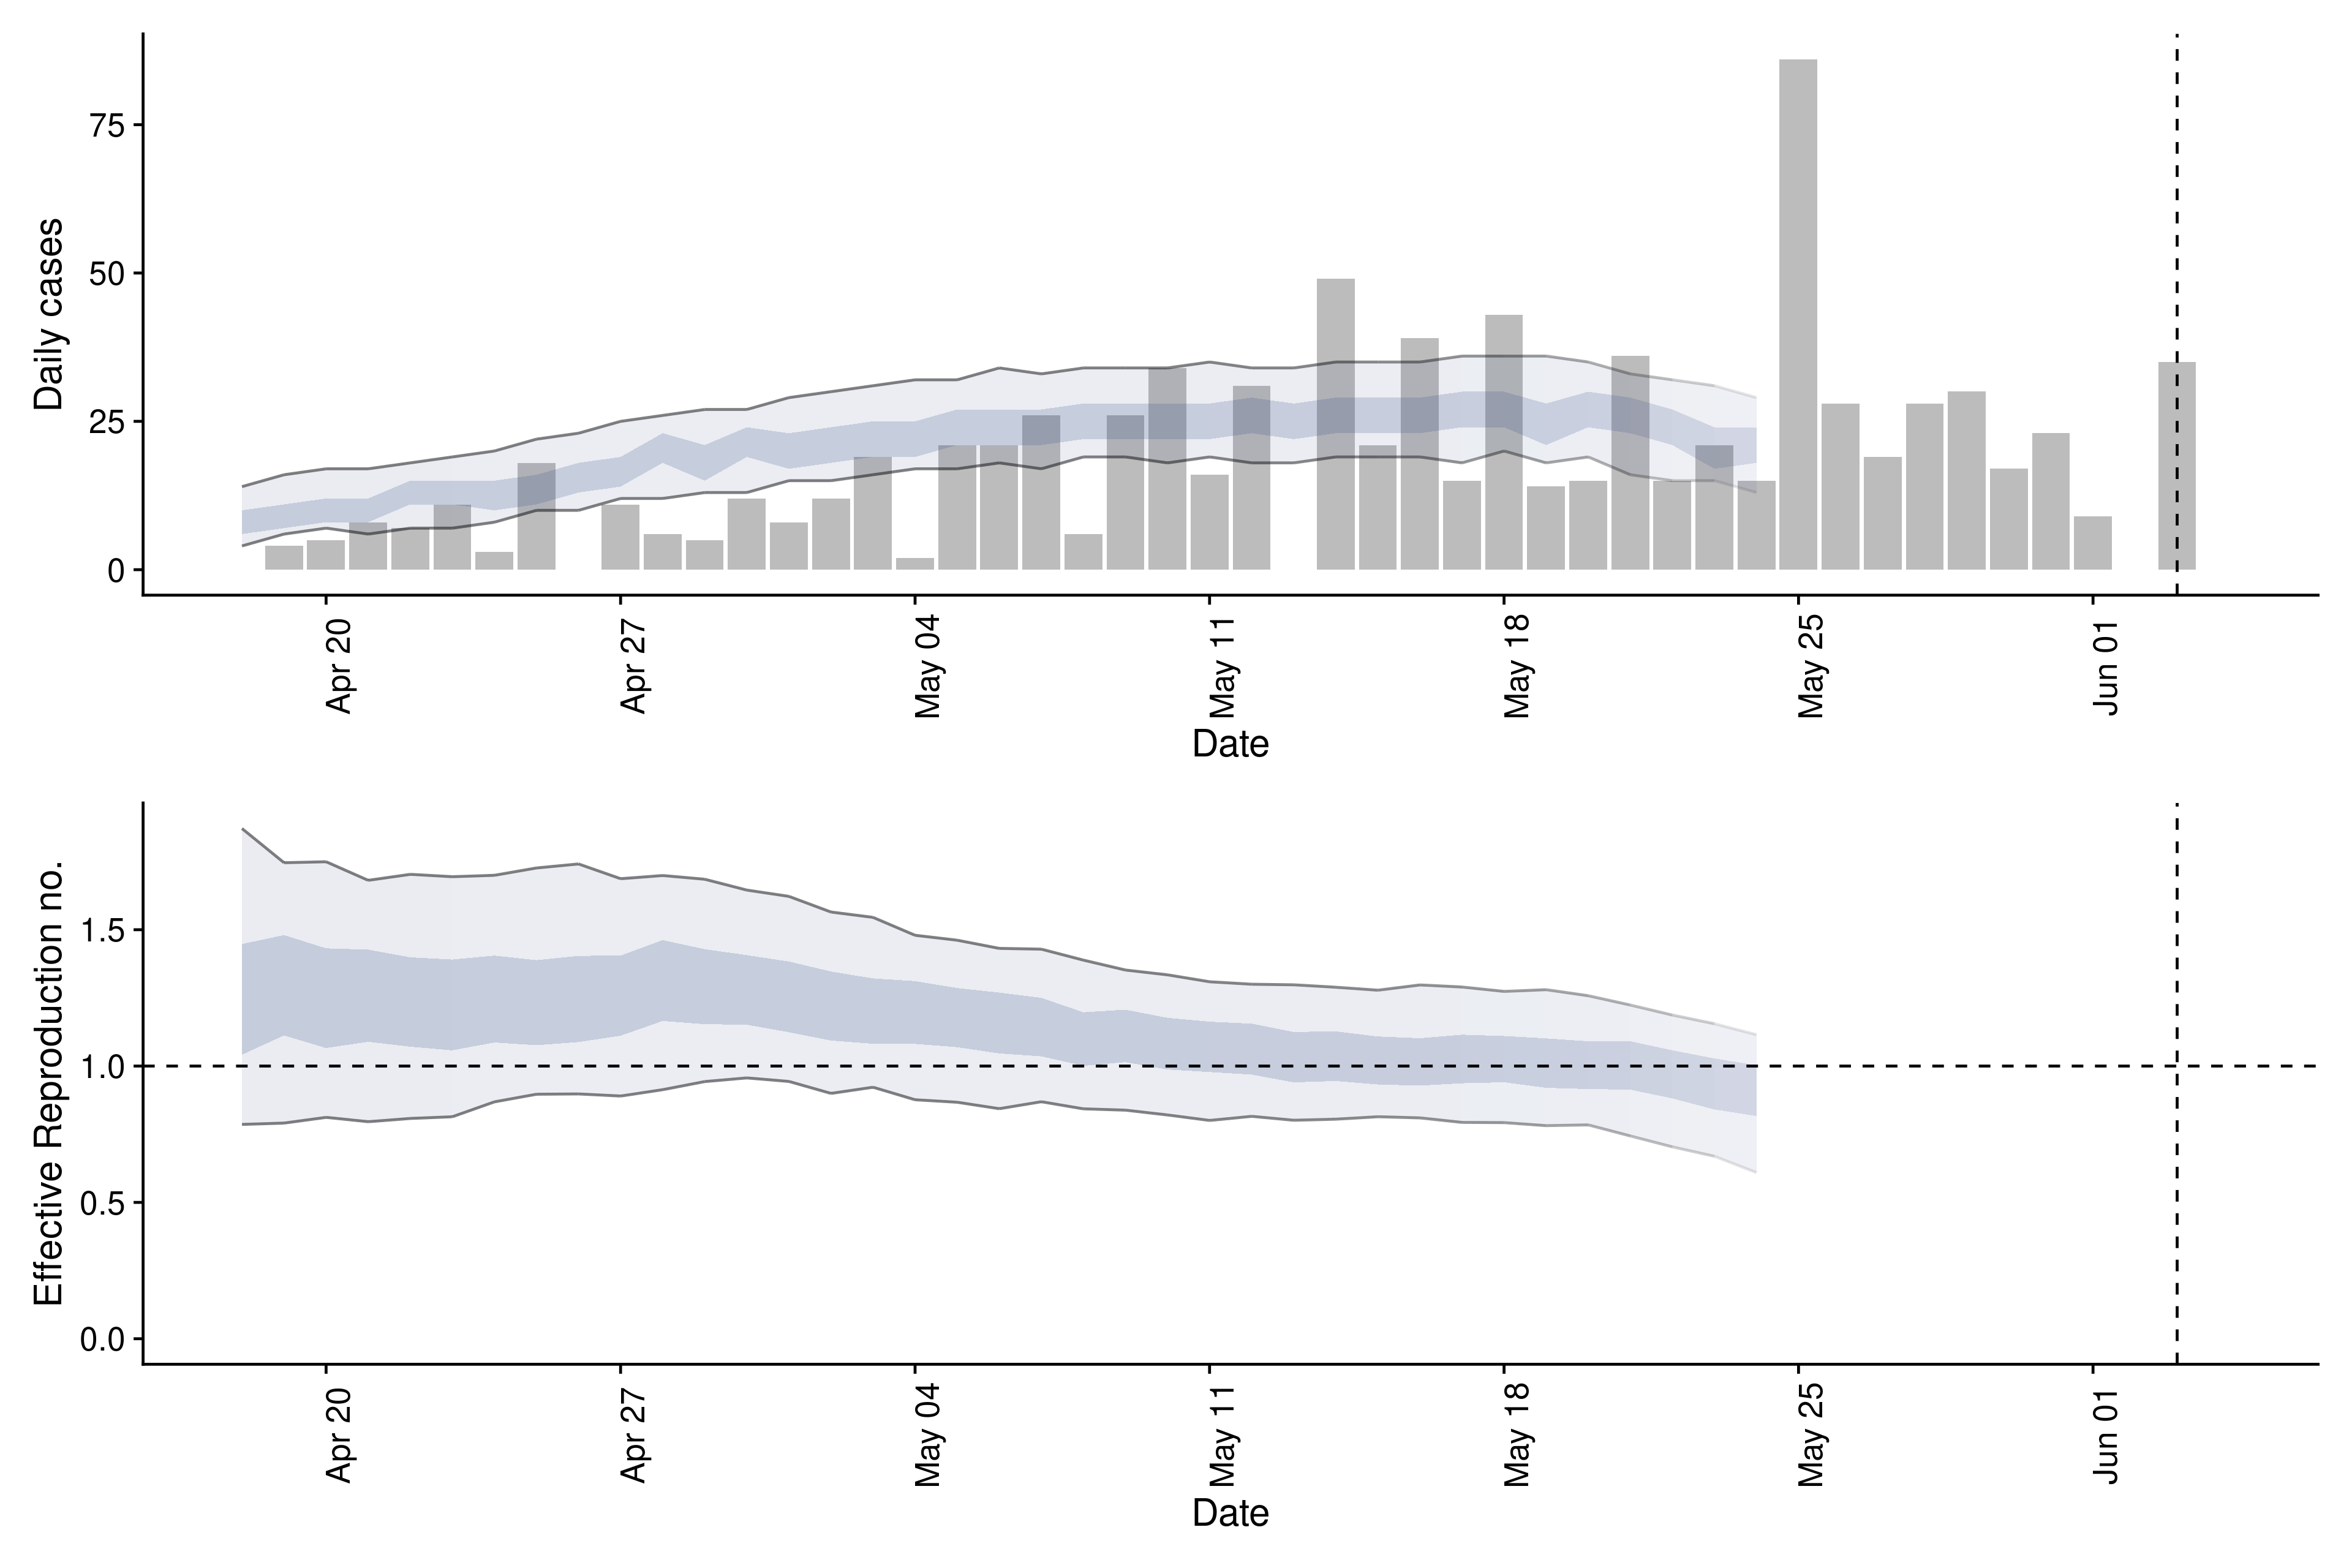 Daily cases
75
50
25
0
Apr 20
Apr 27
May 04
May 11
May 18
May 25
Jun 01
Date
Effective Reproduction no.
1.5
1.0
0.5
0.0
Apr 20
Apr 27
May 04
May 11
May 18
May 25
Jun 01
Date